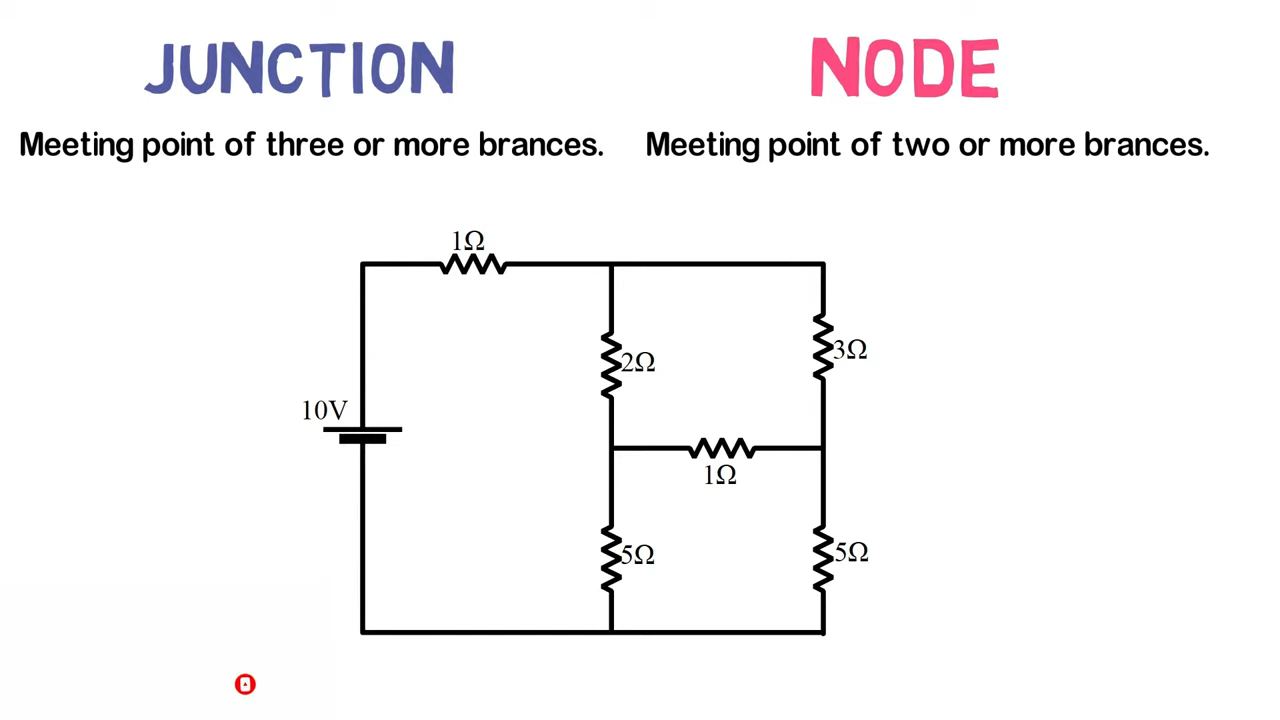 JUNCTION
NODE
Meeting point of three or more brances.
Meeting point of two or more brances.
1Ω
2Ω
3Ω
10V
1Ω
5Ω
5Ω